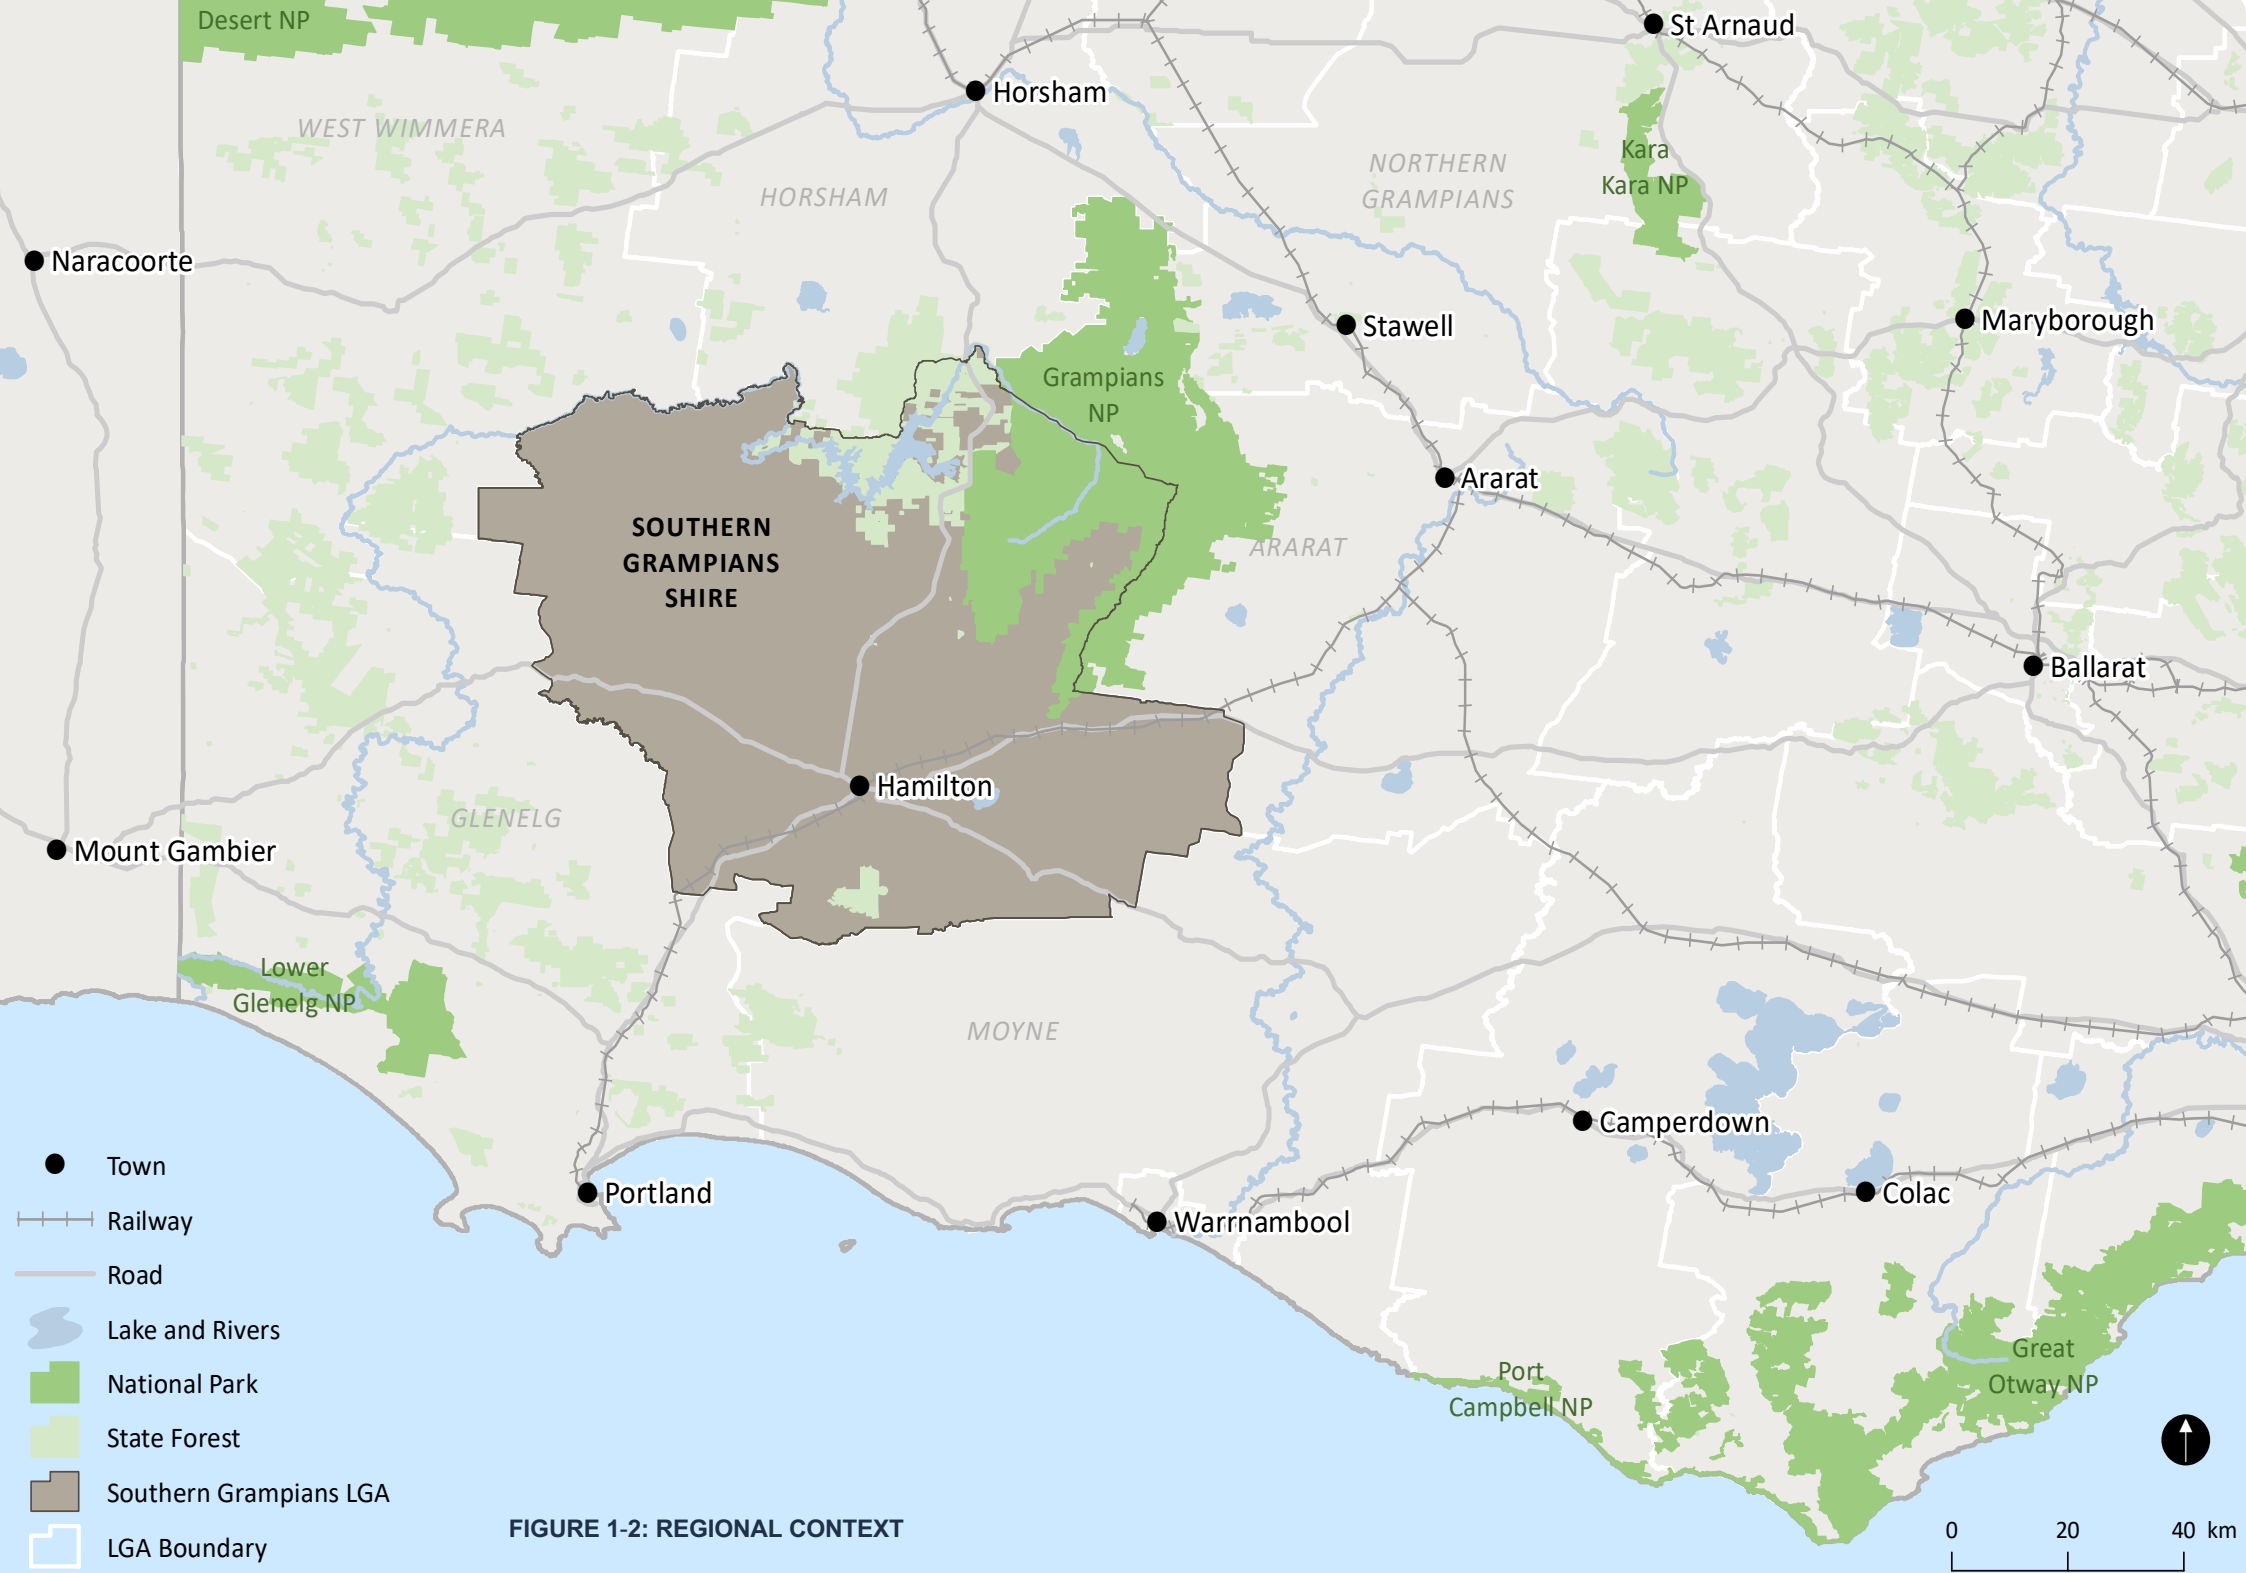 Desert NP
St Arnaud
Horsham
WEST WIMMERA
Kara
Kara NP
NORTHERN
GRAMPIANS
HORSHAM
Naracoorte
Stawell
Maryborough
Grampians
NP
Ararat
SOUTHERN
GRAMPIANS
SHIRE
ARARAT
Ballarat
Hamilton
GLENELG
Mount Gambier
Lower
Glenelg NP
MOYNE
Camperdown
Portland
Colac
Warrnambool
Great
Otway NP
Port
Campbell NP
Town
Railway
Road
Lake and Rivers
National Park
State Forest
Southern Grampians LGA
LGA Boundary
FIGURE 1-2: REGIONAL CONTEXT
0 20 40 km